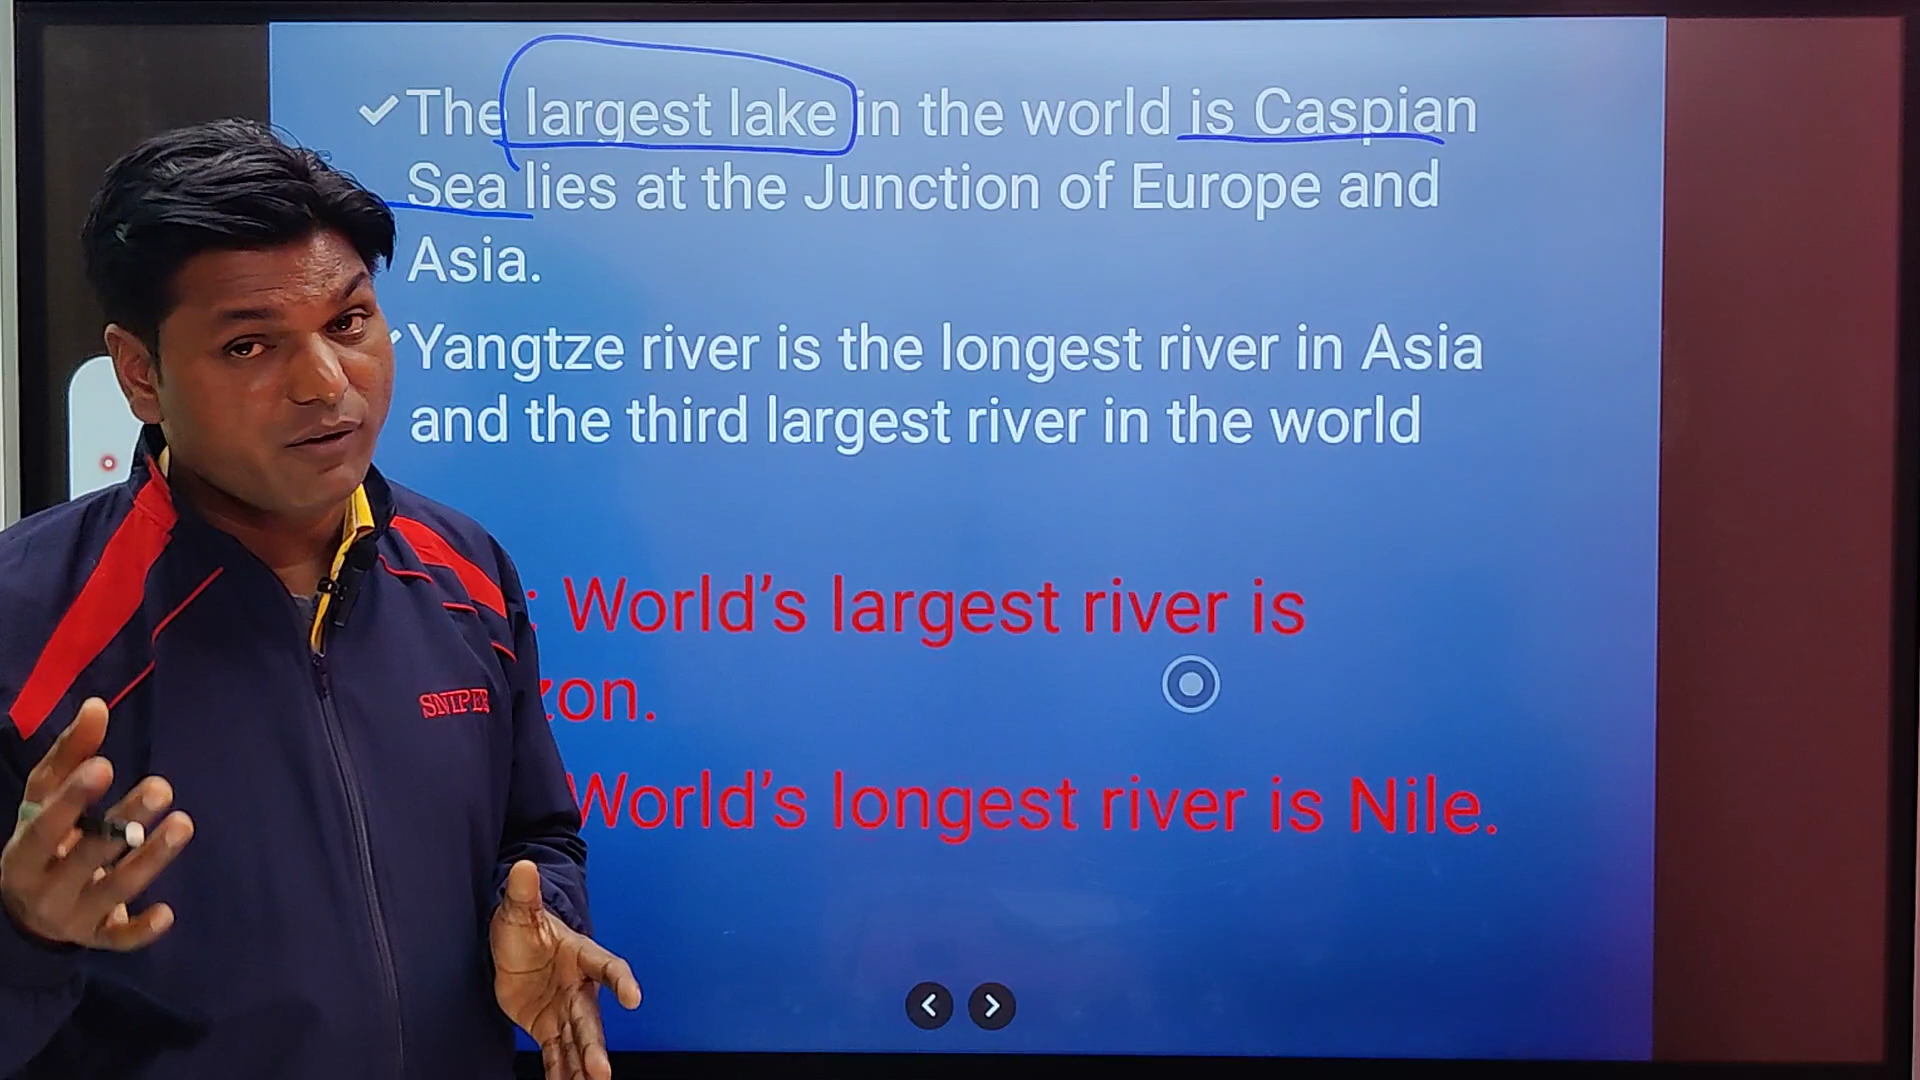 The largest lake in the world is Caspian
Sea lies at the Junction of Europe and
Asia.
Yangtze river is the longest river in Asia
and the third largest river in the world
: World’s largest river is
zon.
World’s longest river is Nile.
SNIPER